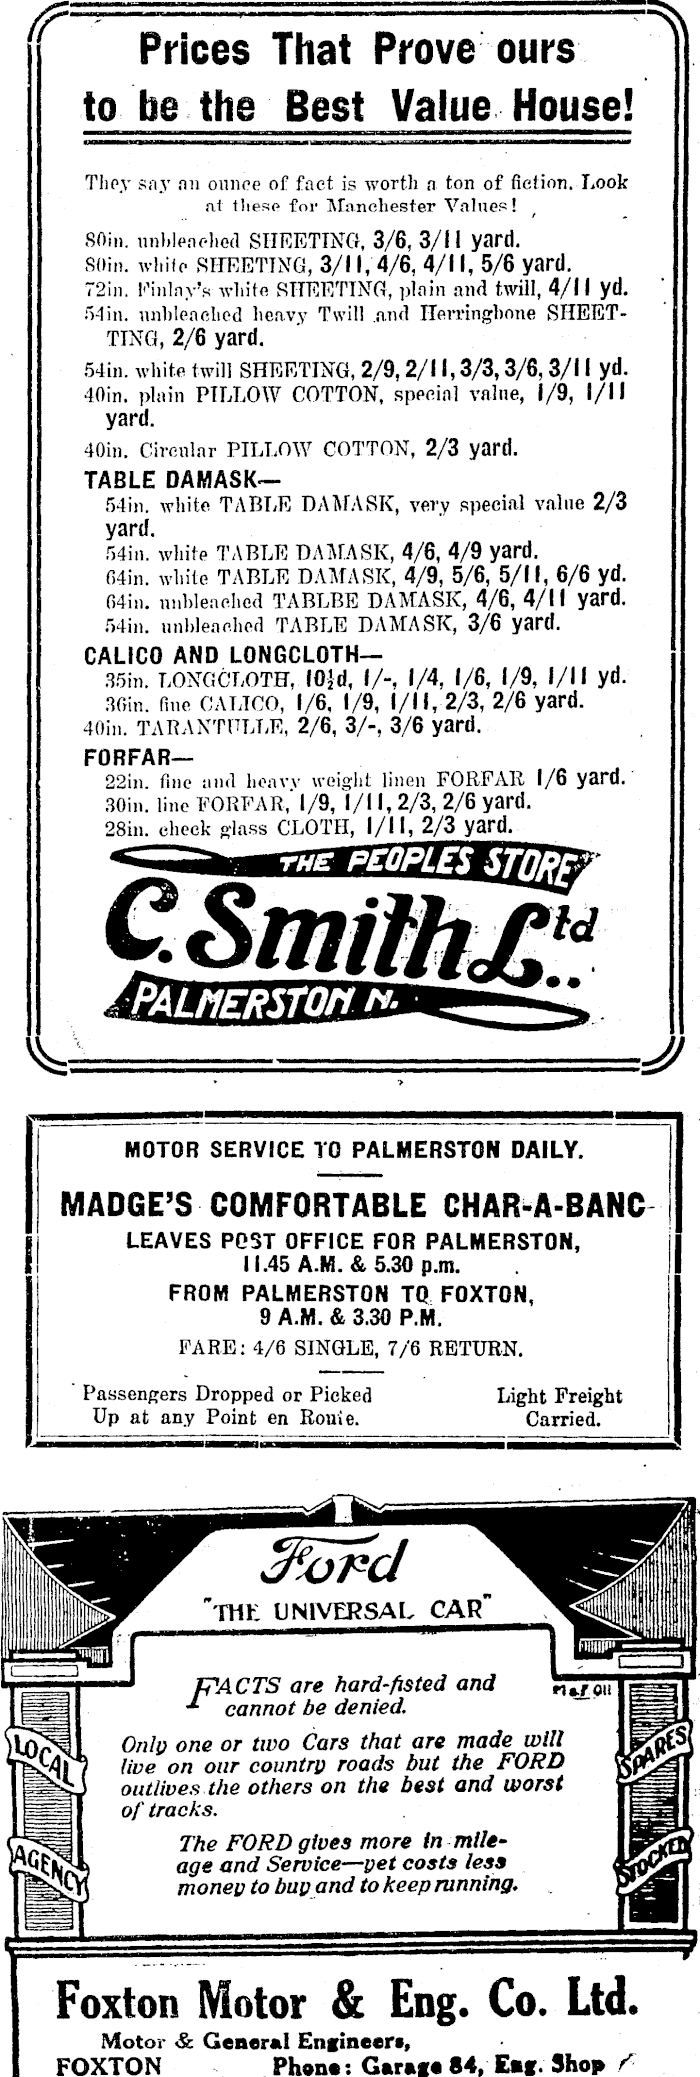 Prices That Prove ours
to be the Best Value House!
They say an ounce of fact is worth a ton of fiction. Look
at these for Manchester Values!
80in. unbleached SHEETING, 3/6, 3/11 yard.
80in. white SHEETING, 3/11, 4/6, 4/11, 5/6 yard.
72in. Finlay's white SHEETING, plain and twill, 4/11 yd.
54in. unbleached heavy Twill and Herringbone SHEET-
TING, 2/6 yard.
54in. white twill SHEETING, 2/9, 2/11, 3/3, 3/6, 3/11 yd.
40in. plain PILLOW COTTON, special value, 1/9, 1/11
yard.
40in. Circular PILLOW COTTON, 2/3 yard.
TABLE DAMASK—
54in. white TABLE DAMASK, very special value 2/3
yard.
54in. white TABLE DAMASK, 4/6, 4/9 yard.
64in. white TABLE DAMASK, 4/9, 5/6, 5/11, 6/6 yd.
64in. unbleached TABLBE DAMASK, 4/6, 4/11 yard.
54in. unbleached TABLE DAMASK, 3/6 yard.
CALICO AND LONGCLOTH—
35in. LONGCLOTH, 10½d, 1/-, 1/4, 1/6, 1/9, 1/11 yd.
36in. fine CALICO, 1/6, 1/9, 1/11, 2/3, 2/6 yard.
40in. TARANTULLE, 2/6, 3/-, 3/6 yard.
FORFAR—
22in. fine and heavy weight linen FORFAR 1/6 yard.
30in. line FORFAR, 1/9, 1/11, 2/3, 2/6 yard.
28in. check glass CLOTH, 1/11, 2/3 yard.
THE PEOPLES STORE
C. Smith Ltd..
PALMERSTON N.
MOTOR SERVICE TO PALMERSTON DAILY.
MADGE'S COMFORTABLE CHAR-A-BANC
LEAVES POST OFFICE FOR PALMERSTON,
11.45 A.M. & 5.30 p.m.
FROM PALMERSTON TO FOXTON,
9 A.M. & 3.30 P.M.
FARE: 4/6 SINGLE, 7/6 RETURN.
Passengers Dropped or Picked
Up at any Point en Route.
Light Freight
Carried.
Ford
"THE UNIVERSAL CAR"
FACTS are hard-fisted and
cannot be denied.
Only one or two Cars that are made will
live on our country roads but the FORD
outlives the others on the best and worst
of tracks.
The FORD gives more in mile-
age and Service—yet costs less
money to buy and to keep running.
LOCAL
AGENCY
SPARES
STOCKED
Foxton Motor & Eng. Co. Ltd.
Motor & General Engineers,
FOXTON Phone: Garage 84, Eng. Shop